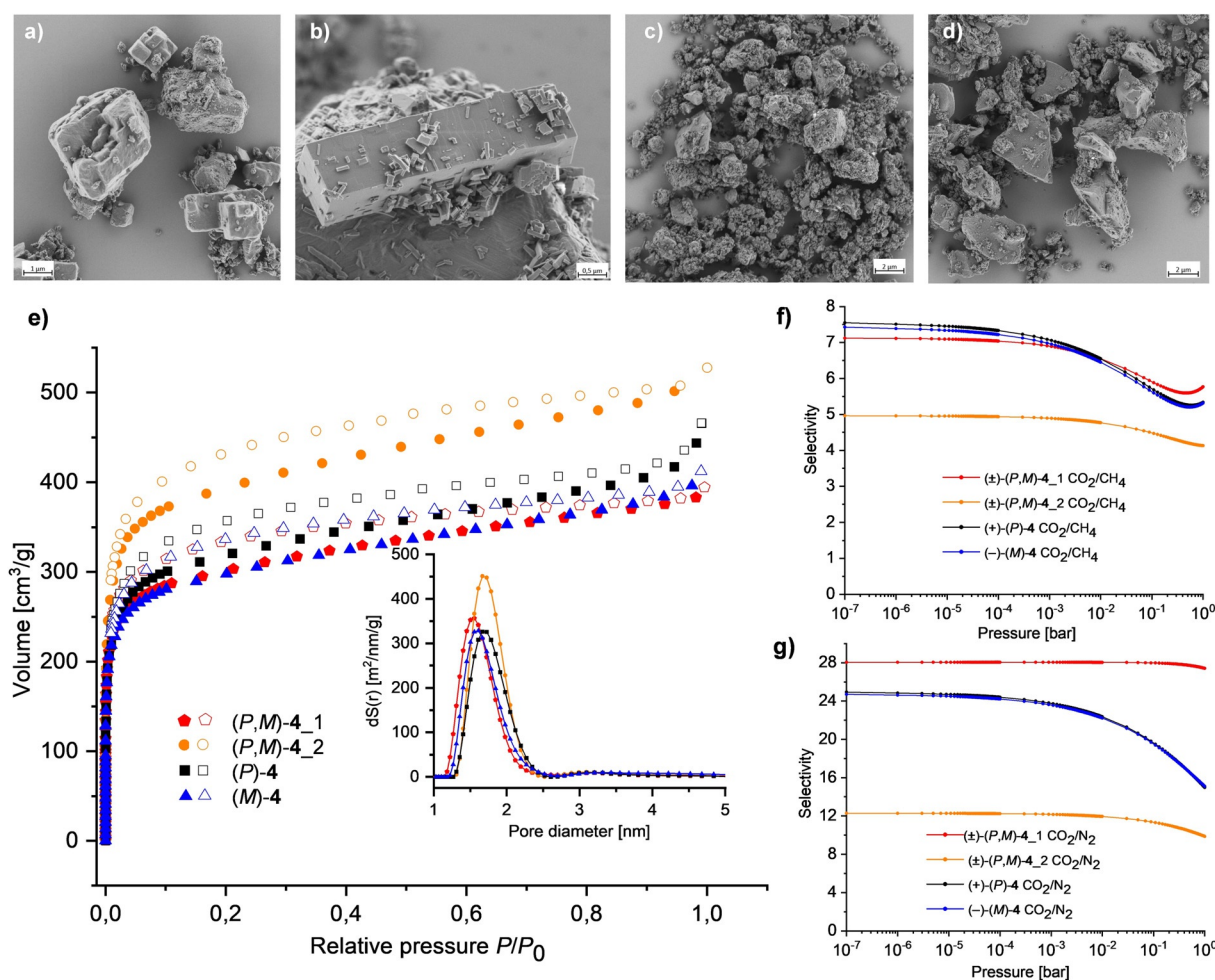 a)
b)
c)
d)
1 µm
0,5 µm
2 µm
2 µm
e)
Volume [cm³/g]
500
400
300
200
100
0
0,0
0,2
0,4
0,6
0,8
1,0
Relative pressure P/P₀
(P,M)-4_1
(P,M)-4_2
(P)-4
(M)-4
dS(r) [m²/nm/g]
500
400
300
200
100
0
1
2
3
4
5
Pore diameter [nm]
f)
Selectivity
8
7
6
5
4
3
2
1
0
(±)-(P,M)-4_1 CO₂/CH₄
(±)-(P,M)-4_2 CO₂/CH₄
(+)-(P)-4 CO₂/CH₄
(−)-(M)-4 CO₂/CH₄
10⁻⁷
10⁻⁶
10⁻⁵
10⁻⁴
10⁻³
10⁻²
10⁻¹
10⁰
Pressure [bar]
g)
Selectivity
28
24
20
16
12
8
4
0
(±)-(P,M)-4_1 CO₂/N₂
(±)-(P,M)-4_2 CO₂/N₂
(+)-(P)-4 CO₂/N₂
(−)-(M)-4 CO₂/N₂
10⁻⁷
10⁻⁶
10⁻⁵
10⁻⁴
10⁻³
10⁻²
10⁻¹
10⁰
Pressure [bar]